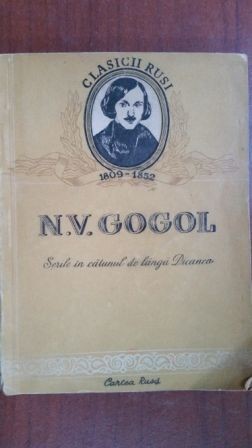 CLASICII RUSI
1809-1852
N.V. GOGOL
Serile în cătunul de lângă Dicanca
Cartea Rusă